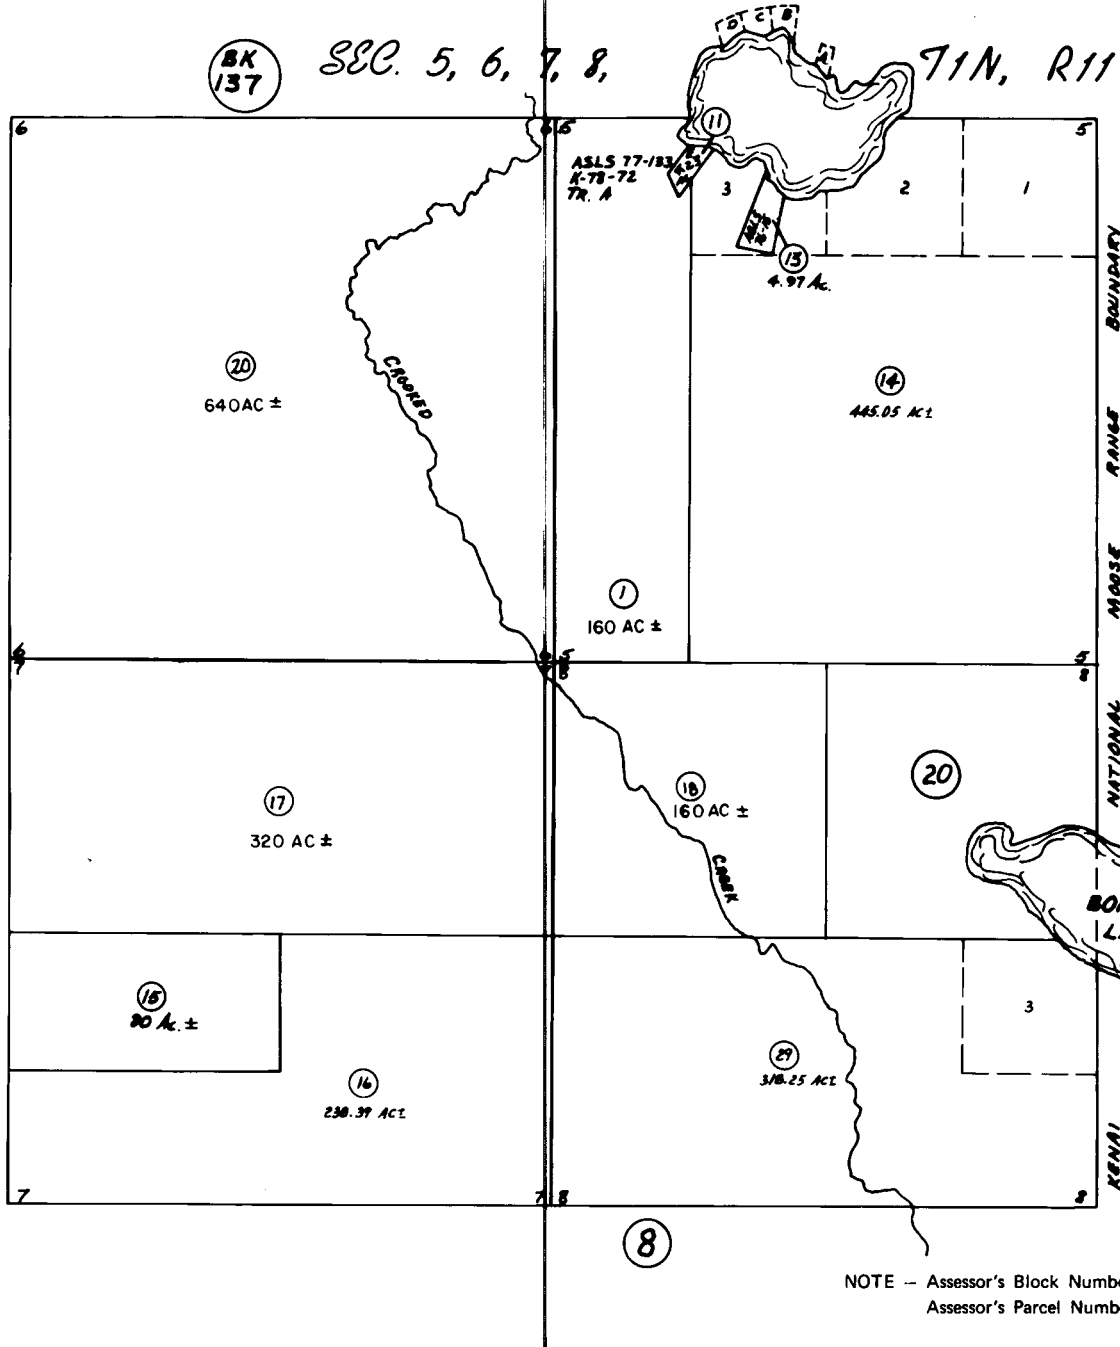 BK
137
SEC. 5, 6, 7, 8,
T1N, R11
D C B
A
6
6 5
5
11
ASLS 77-183
K-78-72
TR. A
3
2
1
13
4.97 Ac.
20
640 AC ±
CROOKED
14
445.05 AC ±
1
160 AC ±
6
7
6 5
8
5
8
17
320 AC ±
18
160 AC ±
20
CREEK
BO
L
15
80 Ac. ±
16
238.39 AC ±
29
318.25 AC ±
3
7
7 8
8
8
KENAI NATIONAL MOOSE RANGE BOUNDARY
NOTE – Assessor's Block Numbe
Assessor's Parcel Numbe